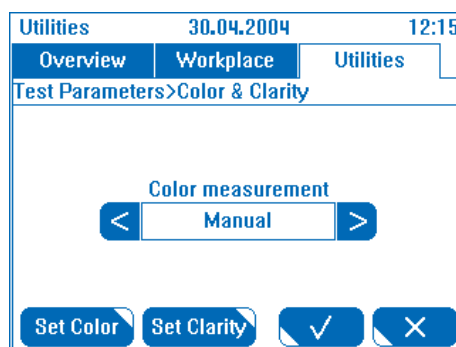 Utilities 30.04.2004 12:15
Overview Workplace Utilities
Test Parameters>Color & Clarity
Color measurement
< Manual >
Set Color Set Clarity ✓ ✕